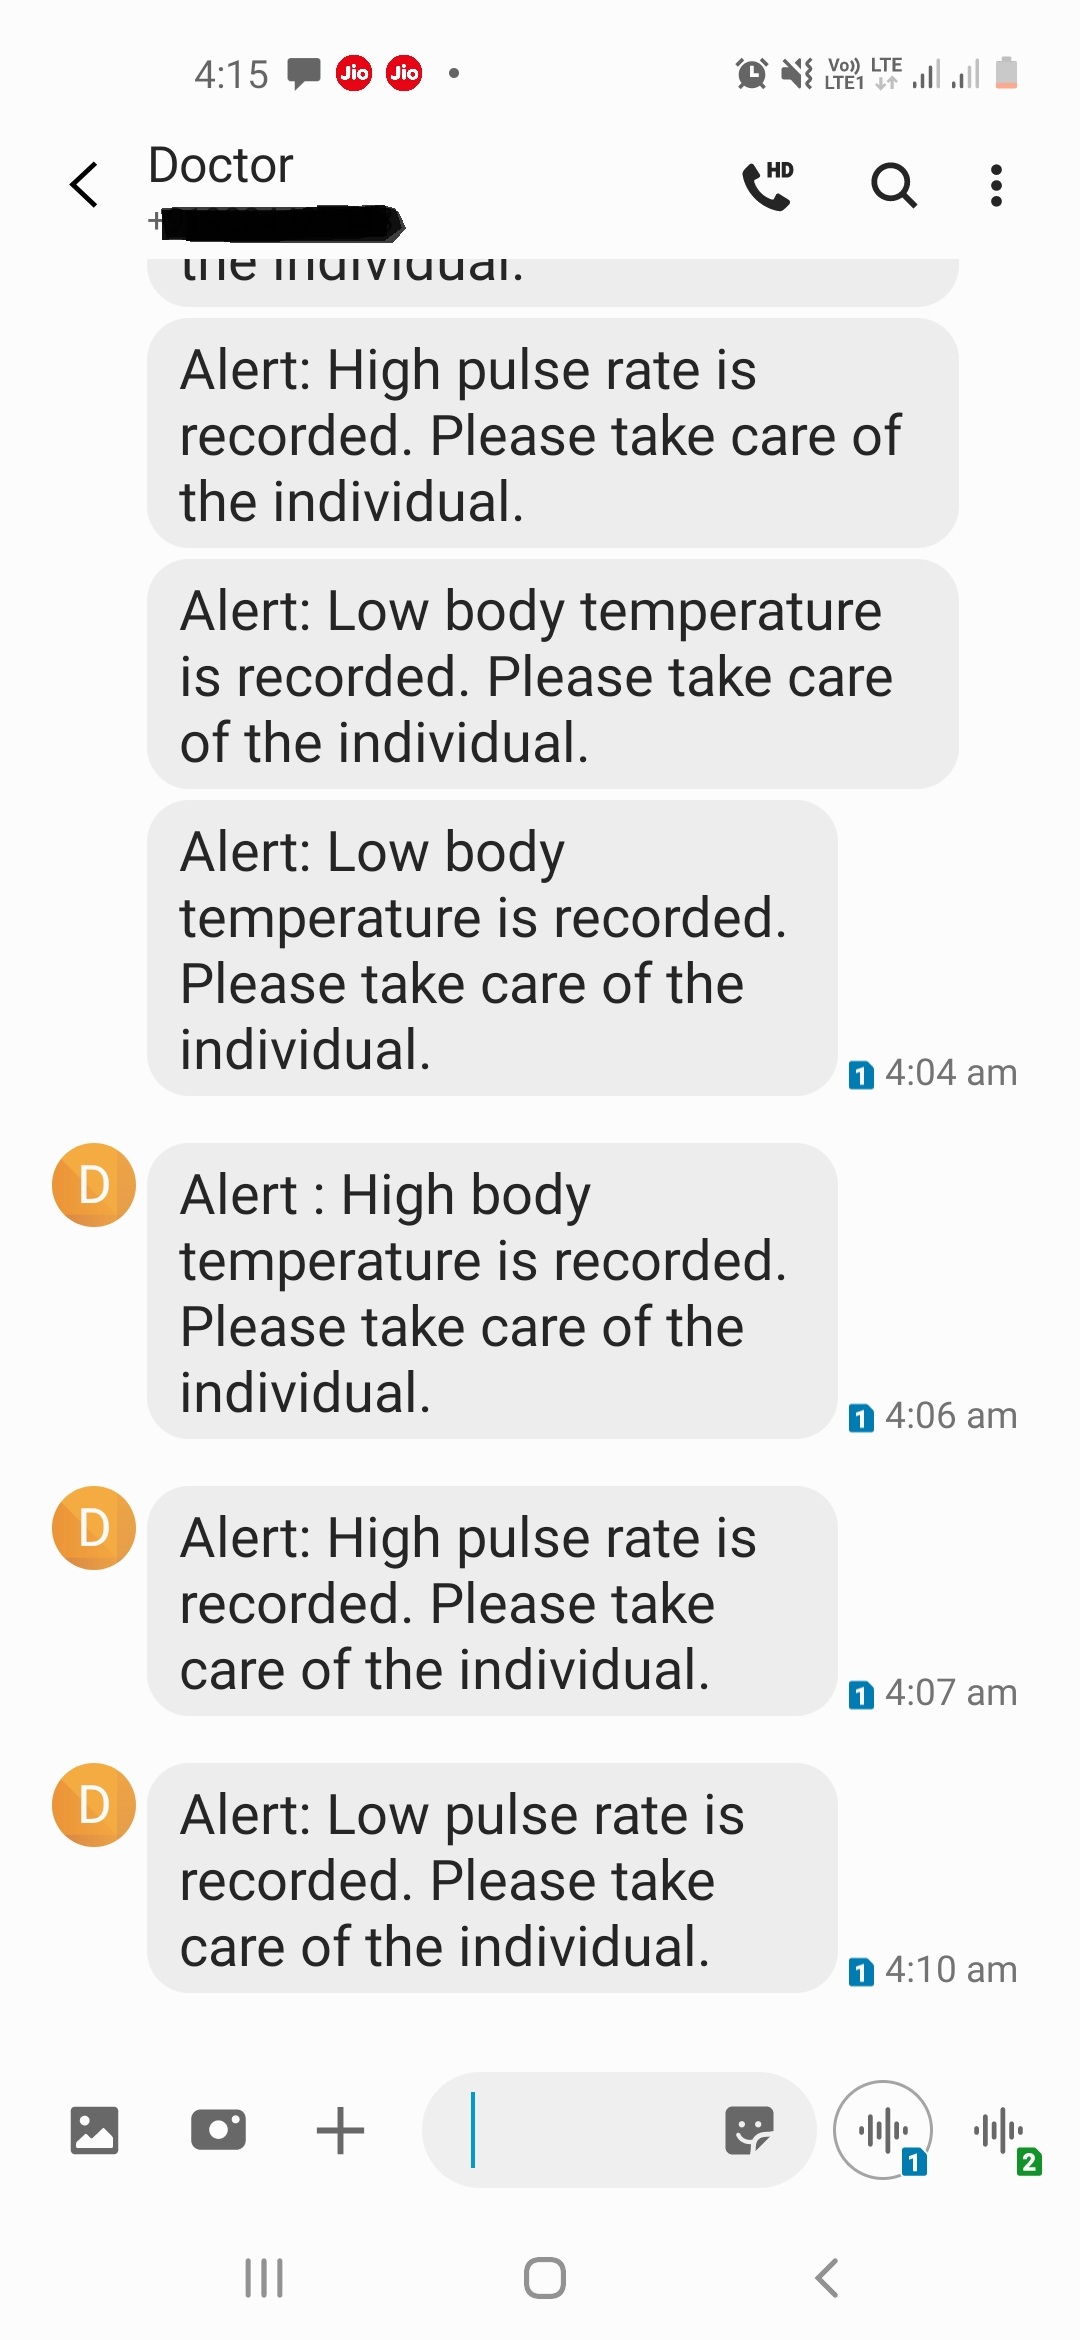 4:15 Jio Jio
Vo)) LTE
LTE1
Doctor
HD
+
the individual.
Alert: High pulse rate is
recorded. Please take care of
the individual.
Alert: Low body temperature
is recorded. Please take care
of the individual.
Alert: Low body
temperature is recorded.
Please take care of the
individual.
1 4:04 am
D
Alert : High body
temperature is recorded.
Please take care of the
individual.
1 4:06 am
D
Alert: High pulse rate is
recorded. Please take
care of the individual.
1 4:07 am
D
Alert: Low pulse rate is
recorded. Please take
care of the individual.
1 4:10 am
1 2